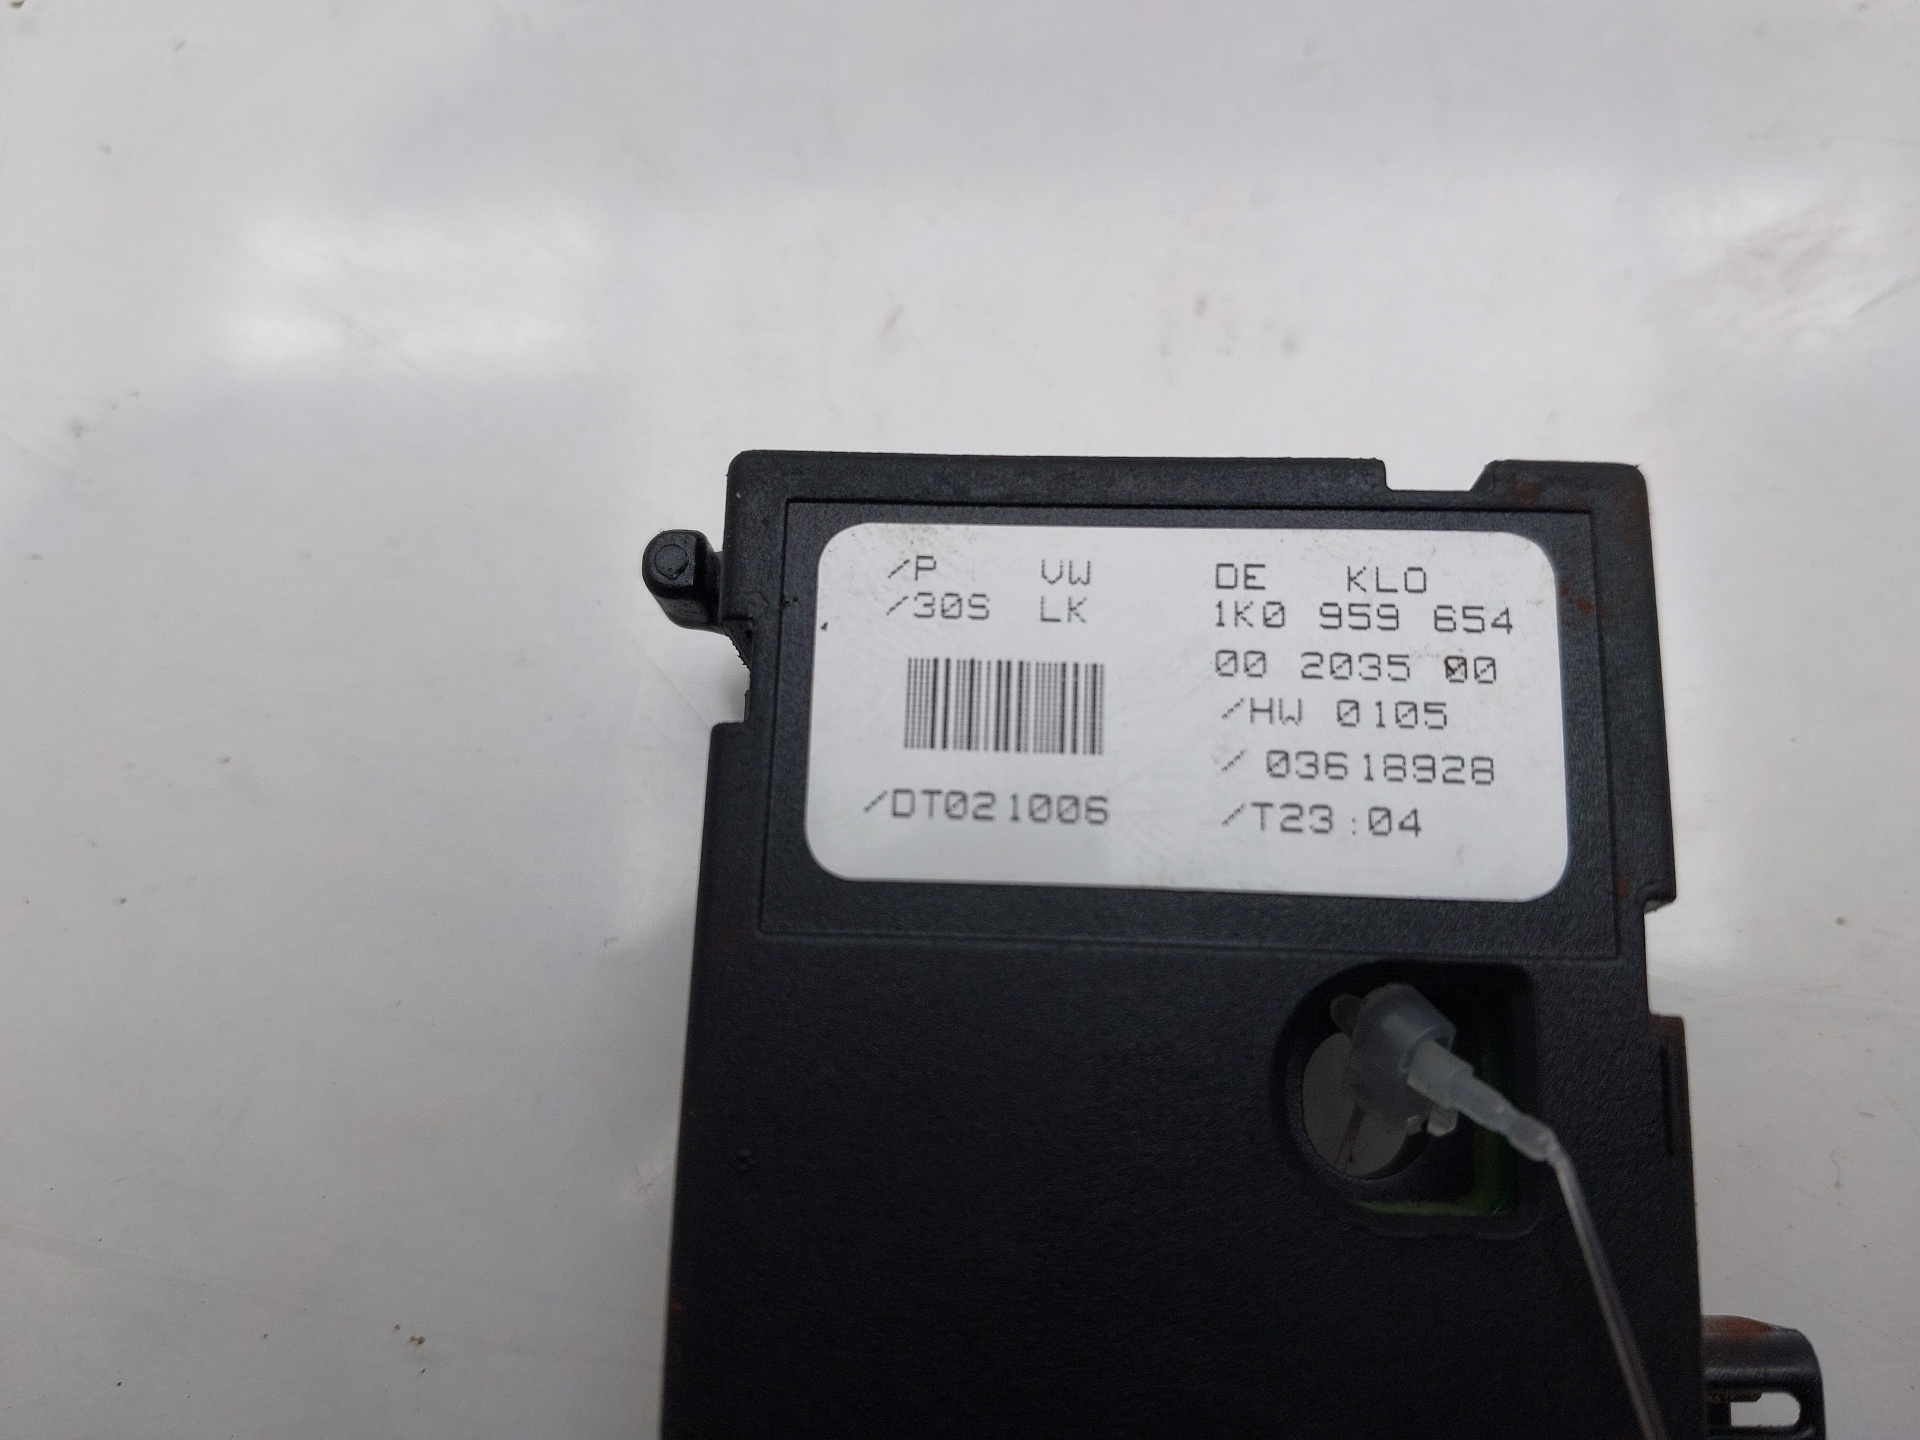 /P VW DE KLO
/30S LK 1K0 959 654
00 2035 00
/HW 0105
/ 03618928
/DT021006 /T23:04